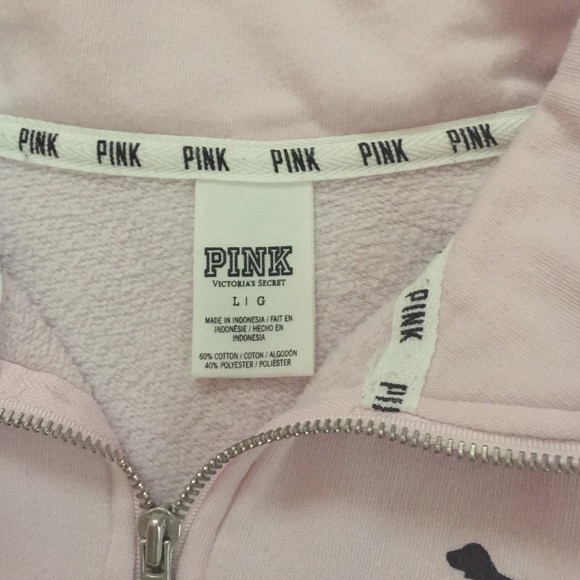 PINK PINK PINK PINK PINK PINK
PINK
VICTORIA'S SECRET
L | G
MADE IN INDONESIA / FAIT EN
INDONÉSIE / HECHO EN
INDONESIA
60% COTTON / COTON / ALGODÓN
40% POLYESTER / POLIÉSTER
PINK
PINK